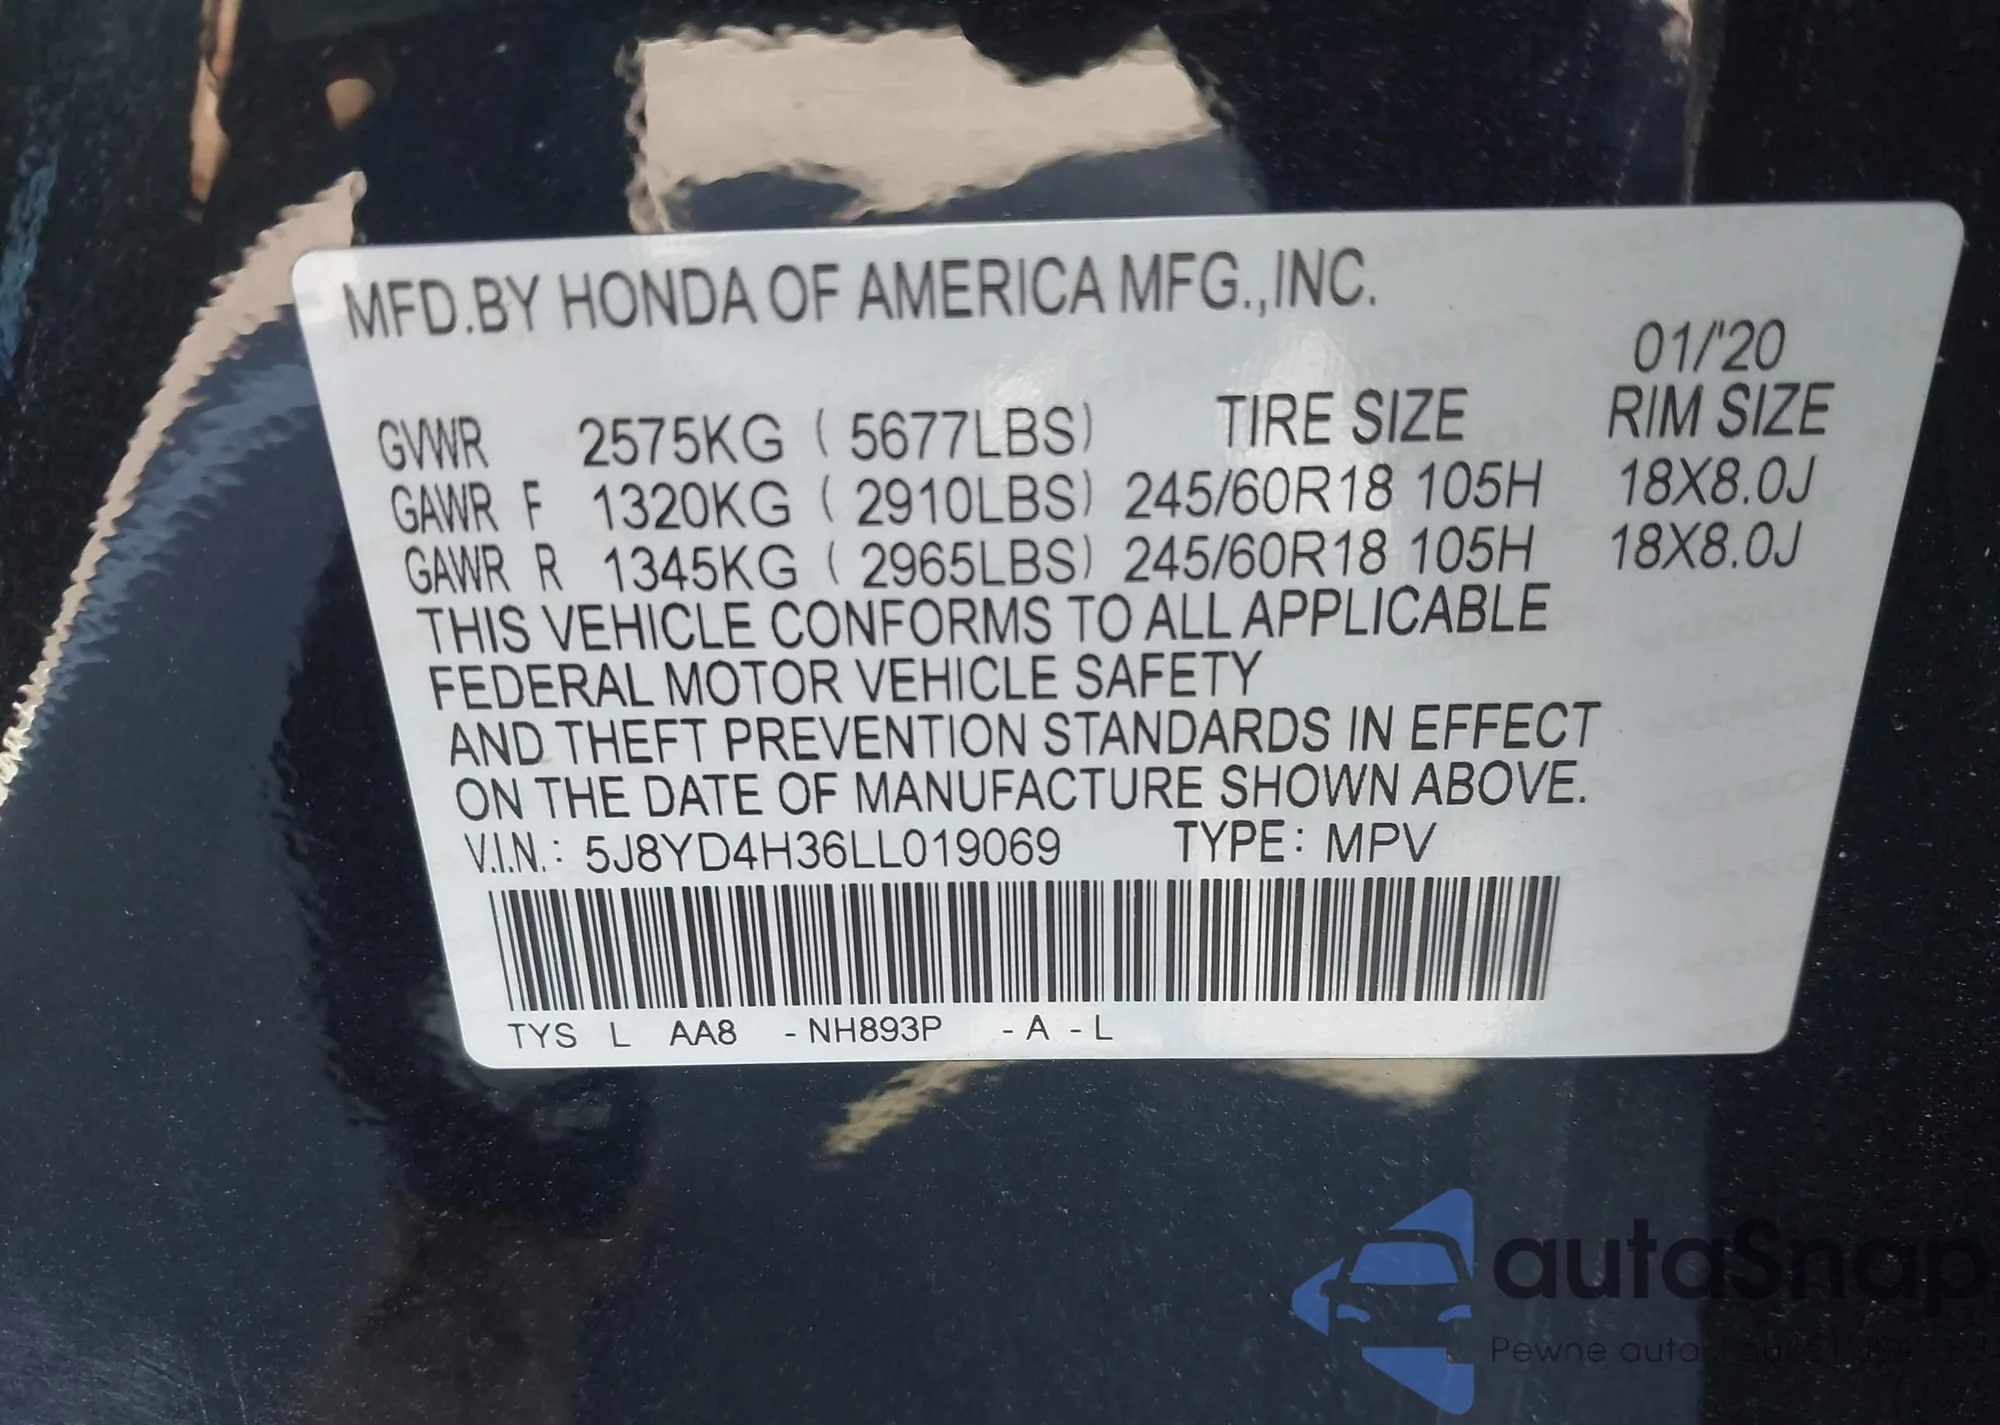 MFD.BY HONDA OF AMERICA MFG.,INC.
01/'20
GVWR 2575KG ( 5677LBS) TIRE SIZE RIM SIZE
GAWR F 1320KG ( 2910LBS) 245/60R18 105H 18X8.0J
GAWR R 1345KG ( 2965LBS) 245/60R18 105H 18X8.0J
THIS VEHICLE CONFORMS TO ALL APPLICABLE
FEDERAL MOTOR VEHICLE SAFETY
AND THEFT PREVENTION STANDARDS IN EFFECT
ON THE DATE OF MANUFACTURE SHOWN ABOVE.
V.I.N.: 5J8YD4H36LL019069 TYPE: MPV
TYS L AA8 -NH893P -A -L
autaSnap
Pewne auta